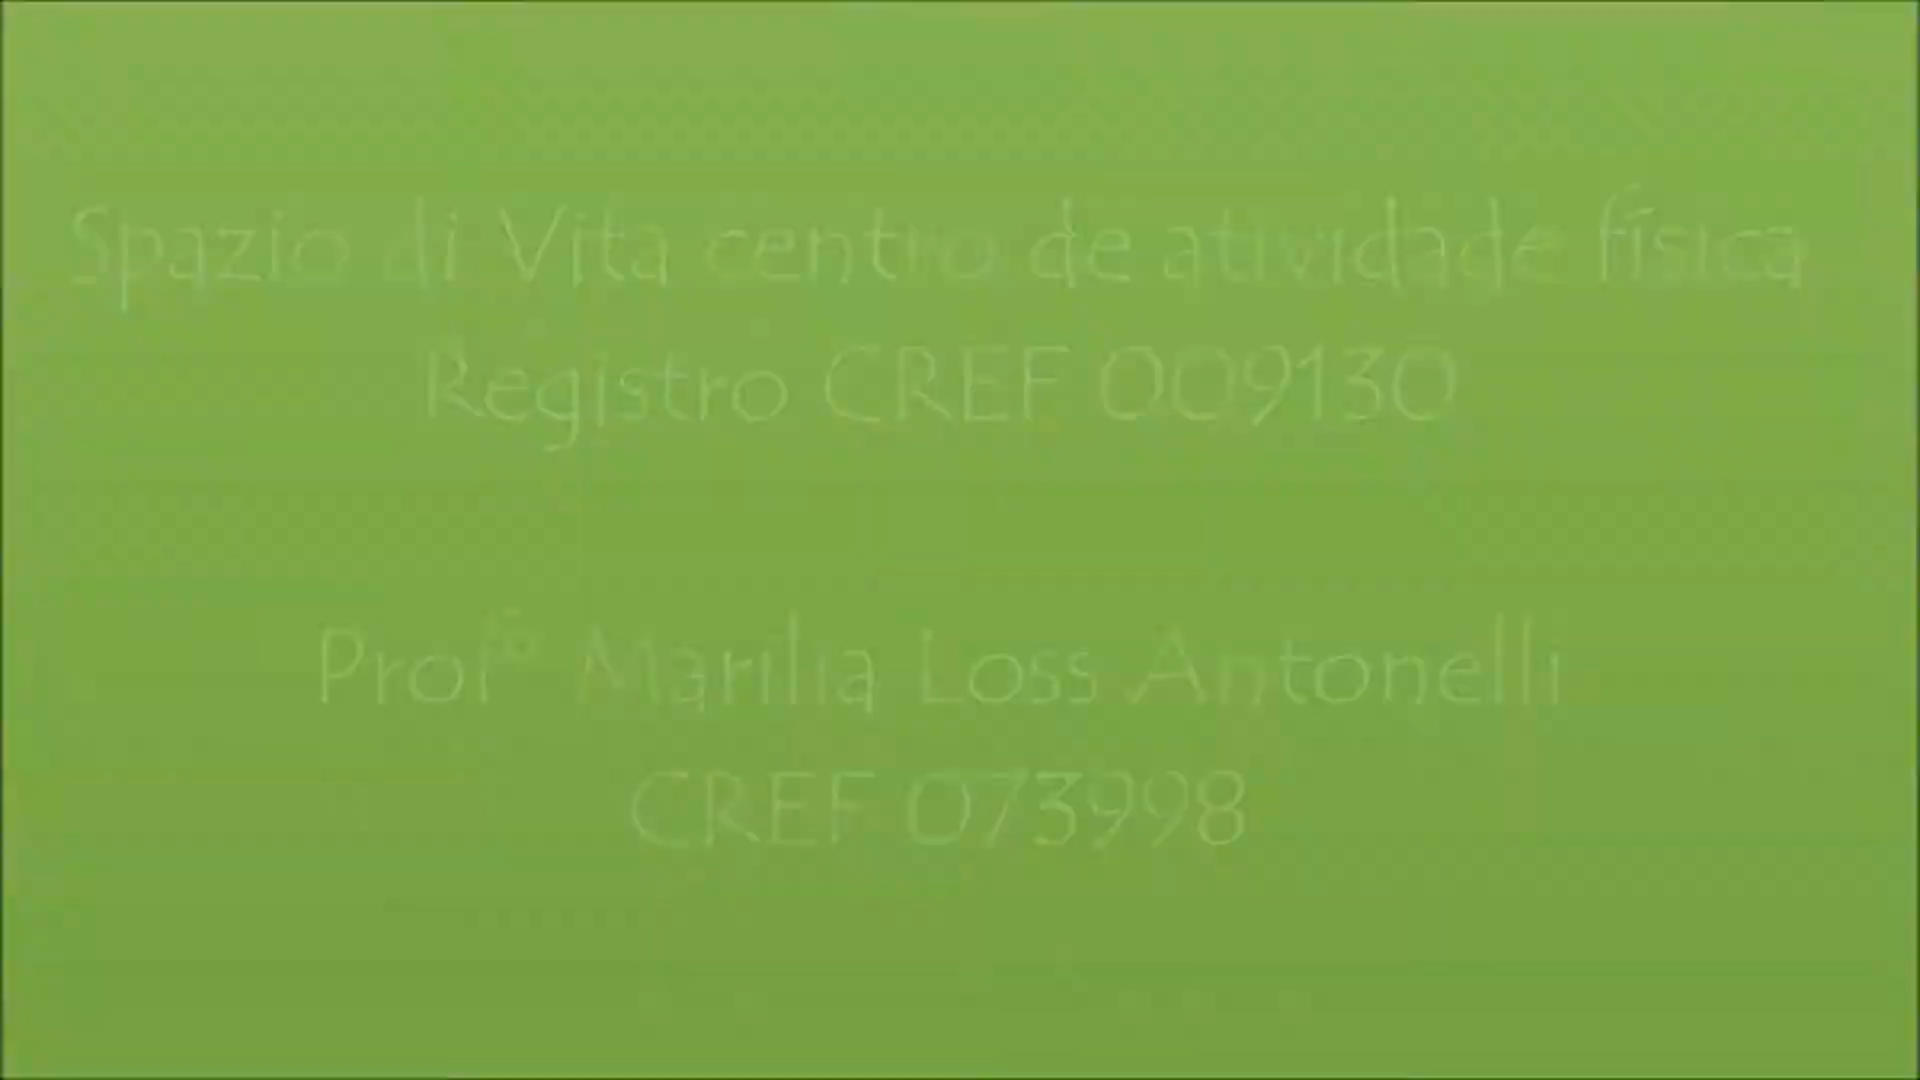 Spazio di Vita centro de atividade física
Registro CREF 009130
Profª Marilia Loss Antonelli
CREF 073998